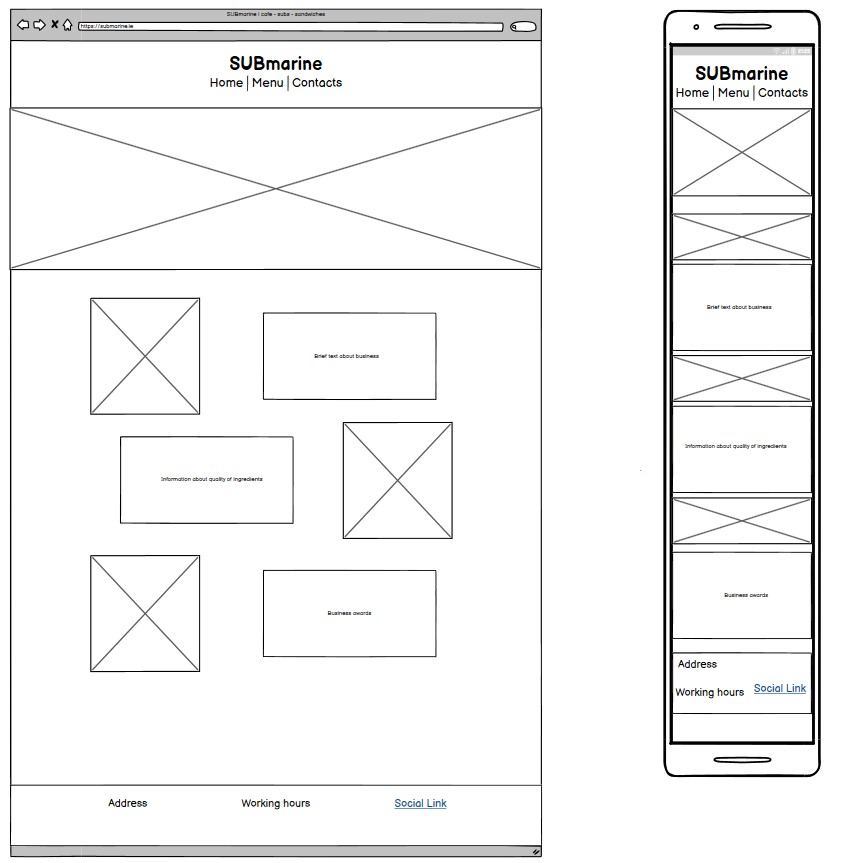 SUBmarine | cafe - subs - sandwiches
https://submarine.ie
SUBmarine
Home | Menu | Contacts
Brief text about business
Information about quality of ingredients
Business awards
Address
Working hours
Social Link
SUBmarine
Home | Menu | Contacts
Brief text about business
Information about quality of ingredients
Business awards
Address
Working hours
Social Link